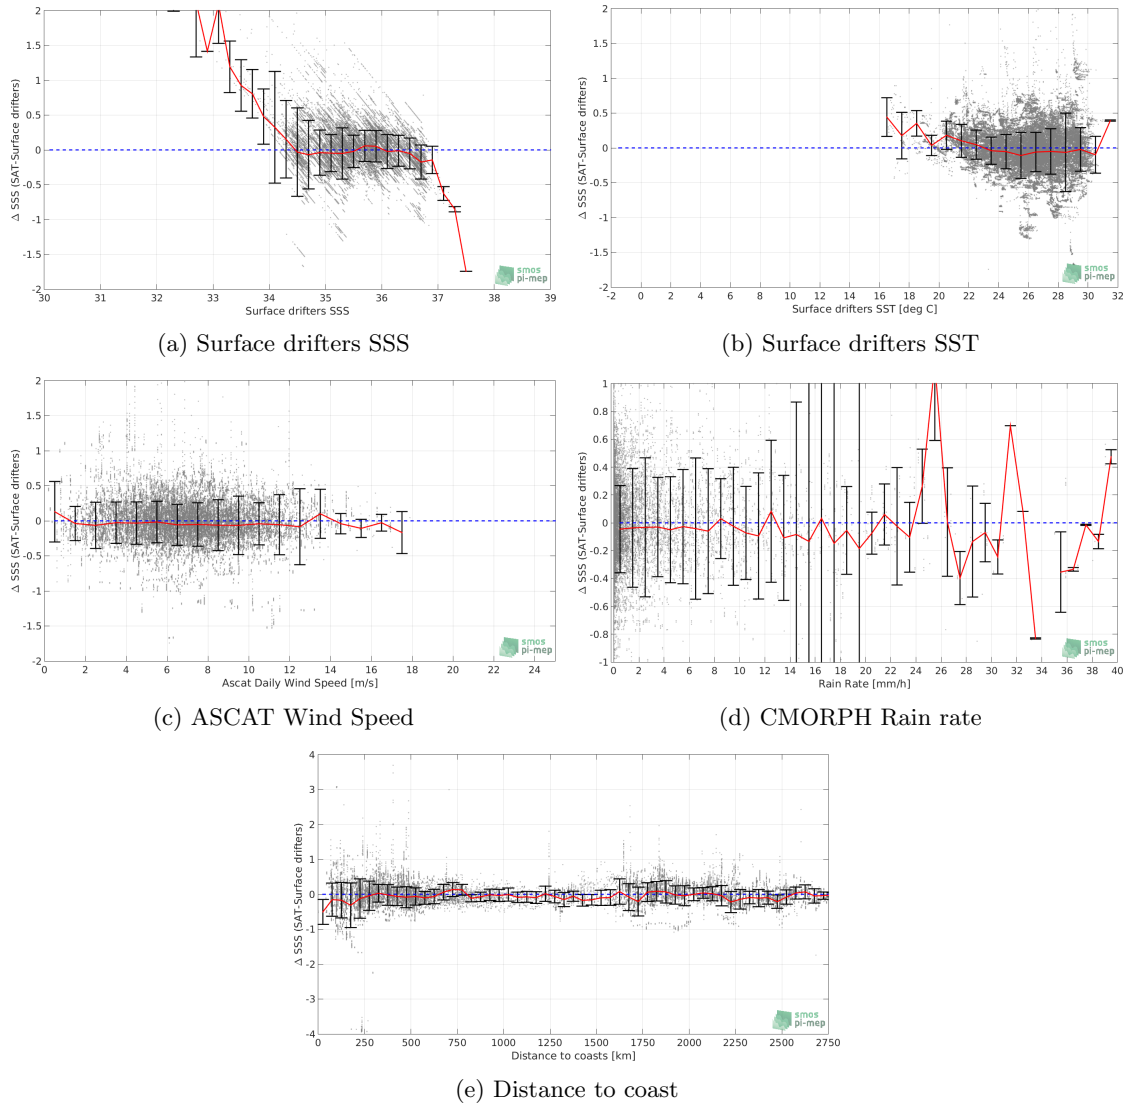 2
1.5
1
0.5
0
-0.5
-1
-1.5
-2
Δ SSS (SAT-Surface drifters)
30 31 32 33 34 35 36 37 38 39
Surface drifters SSS
smos
pi-mep
(a) Surface drifters SSS
2
1.5
1
0.5
0
-0.5
-1
-1.5
-2
Δ SSS (SAT-Surface drifters)
-2 0 2 4 6 8 10 12 14 16 18 20 22 24 26 28 30 32
Surface drifters SST [deg C]
smos
pi-mep
(b) Surface drifters SST
2
1.5
1
0.5
0
-0.5
-1
-1.5
-2
Δ SSS (SAT-Surface drifters)
0 2 4 6 8 10 12 14 16 18 20 22 24
Ascat Daily Wind Speed [m/s]
smos
pi-mep
(c) ASCAT Wind Speed
1
0.8
0.6
0.4
0.2
0
-0.2
-0.4
-0.6
-0.8
-1
Δ SSS (SAT-Surface drifters)
0 2 4 6 8 10 12 14 16 18 20 22 24 26 28 30 32 34 36 38 40
Rain Rate [mm/h]
smos
pi-mep
(d) CMORPH Rain rate
4
3
2
1
0
-1
-2
-3
-4
Δ SSS (SAT-Surface drifters)
0 250 500 750 1000 1250 1500 1750 2000 2250 2500 2750
Distance to coasts [km]
smos
pi-mep
(e) Distance to coast